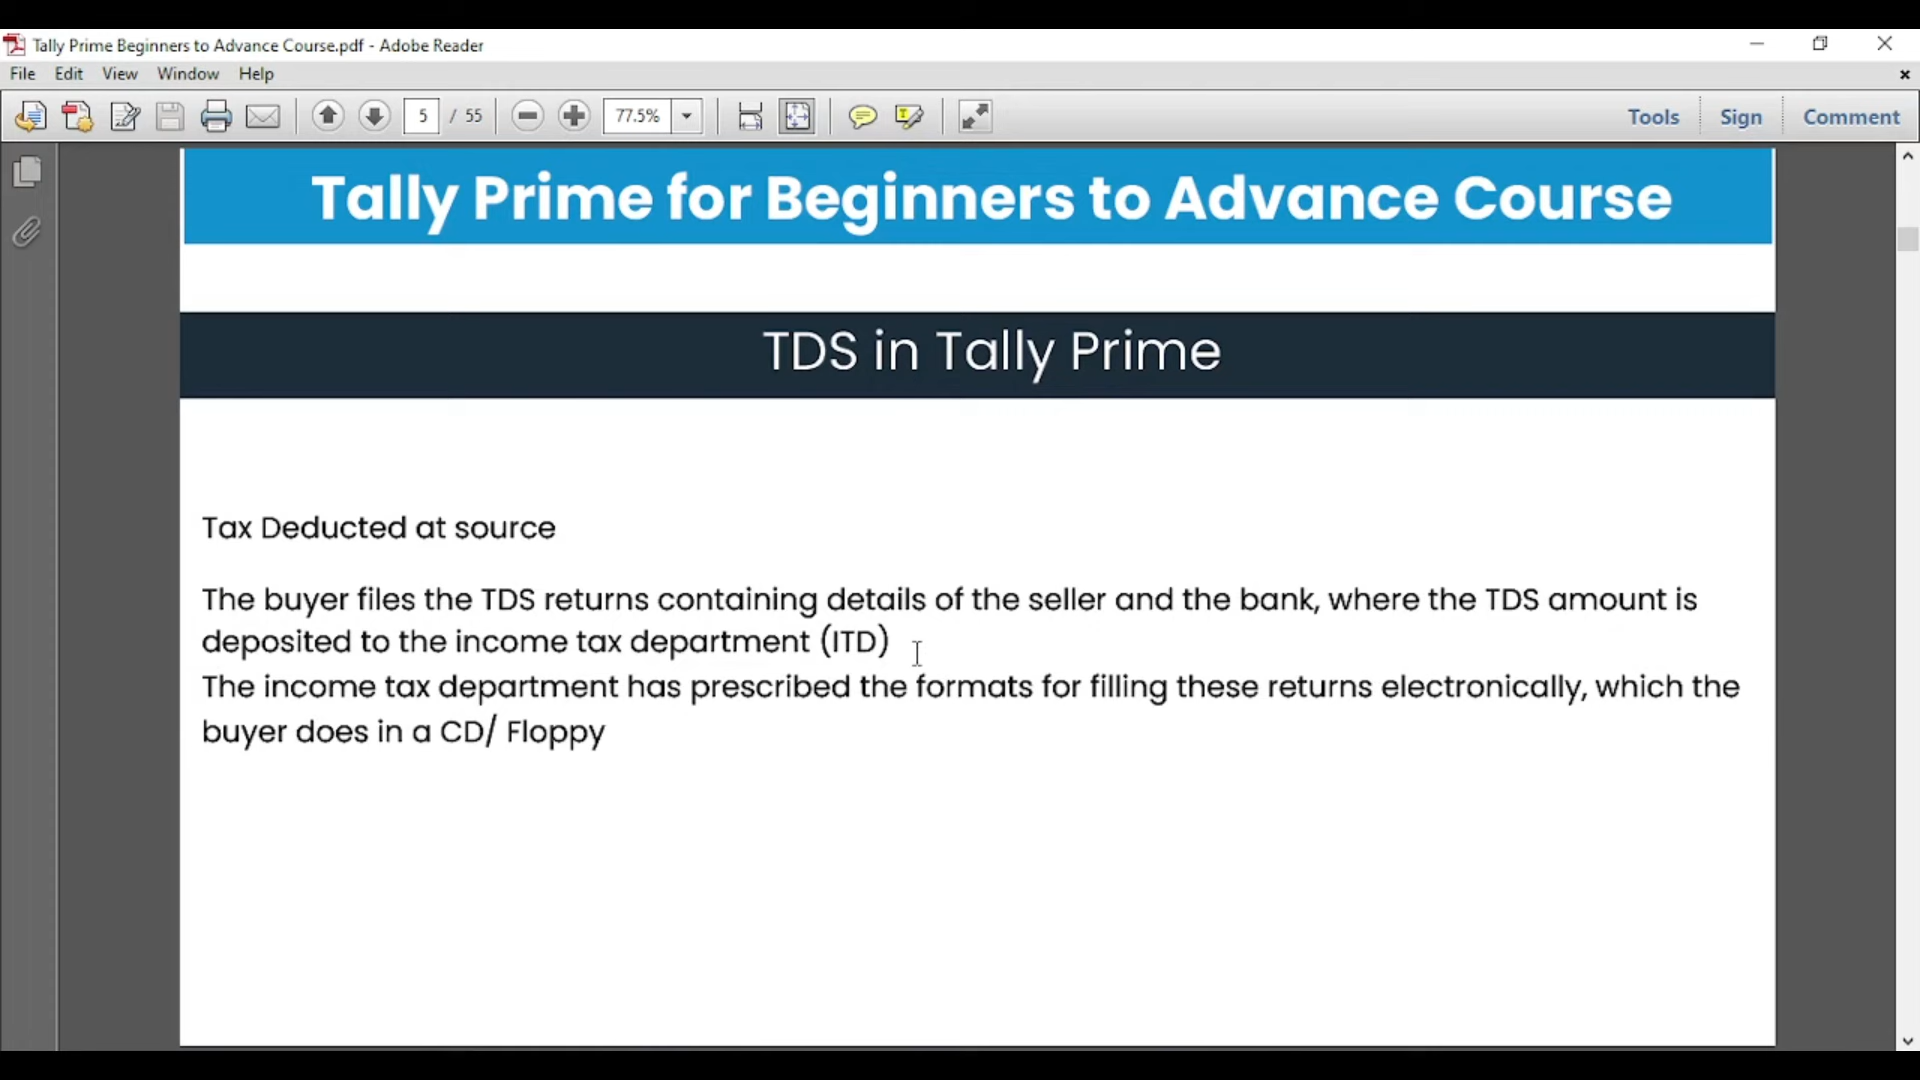 Tally Prime Beginners to Advance Course.pdf - Adobe Reader
File Edit View Window Help
5 / 55 77.5% Tools Sign Comment
Tally Prime for Beginners to Advance Course
TDS in Tally Prime
Tax Deducted at source
The buyer files the TDS returns containing details of the seller and the bank, where the TDS amount is
deposited to the income tax department (ITD)
The income tax department has prescribed the formats for filling these returns electronically, which the
buyer does in a CD/ Floppy